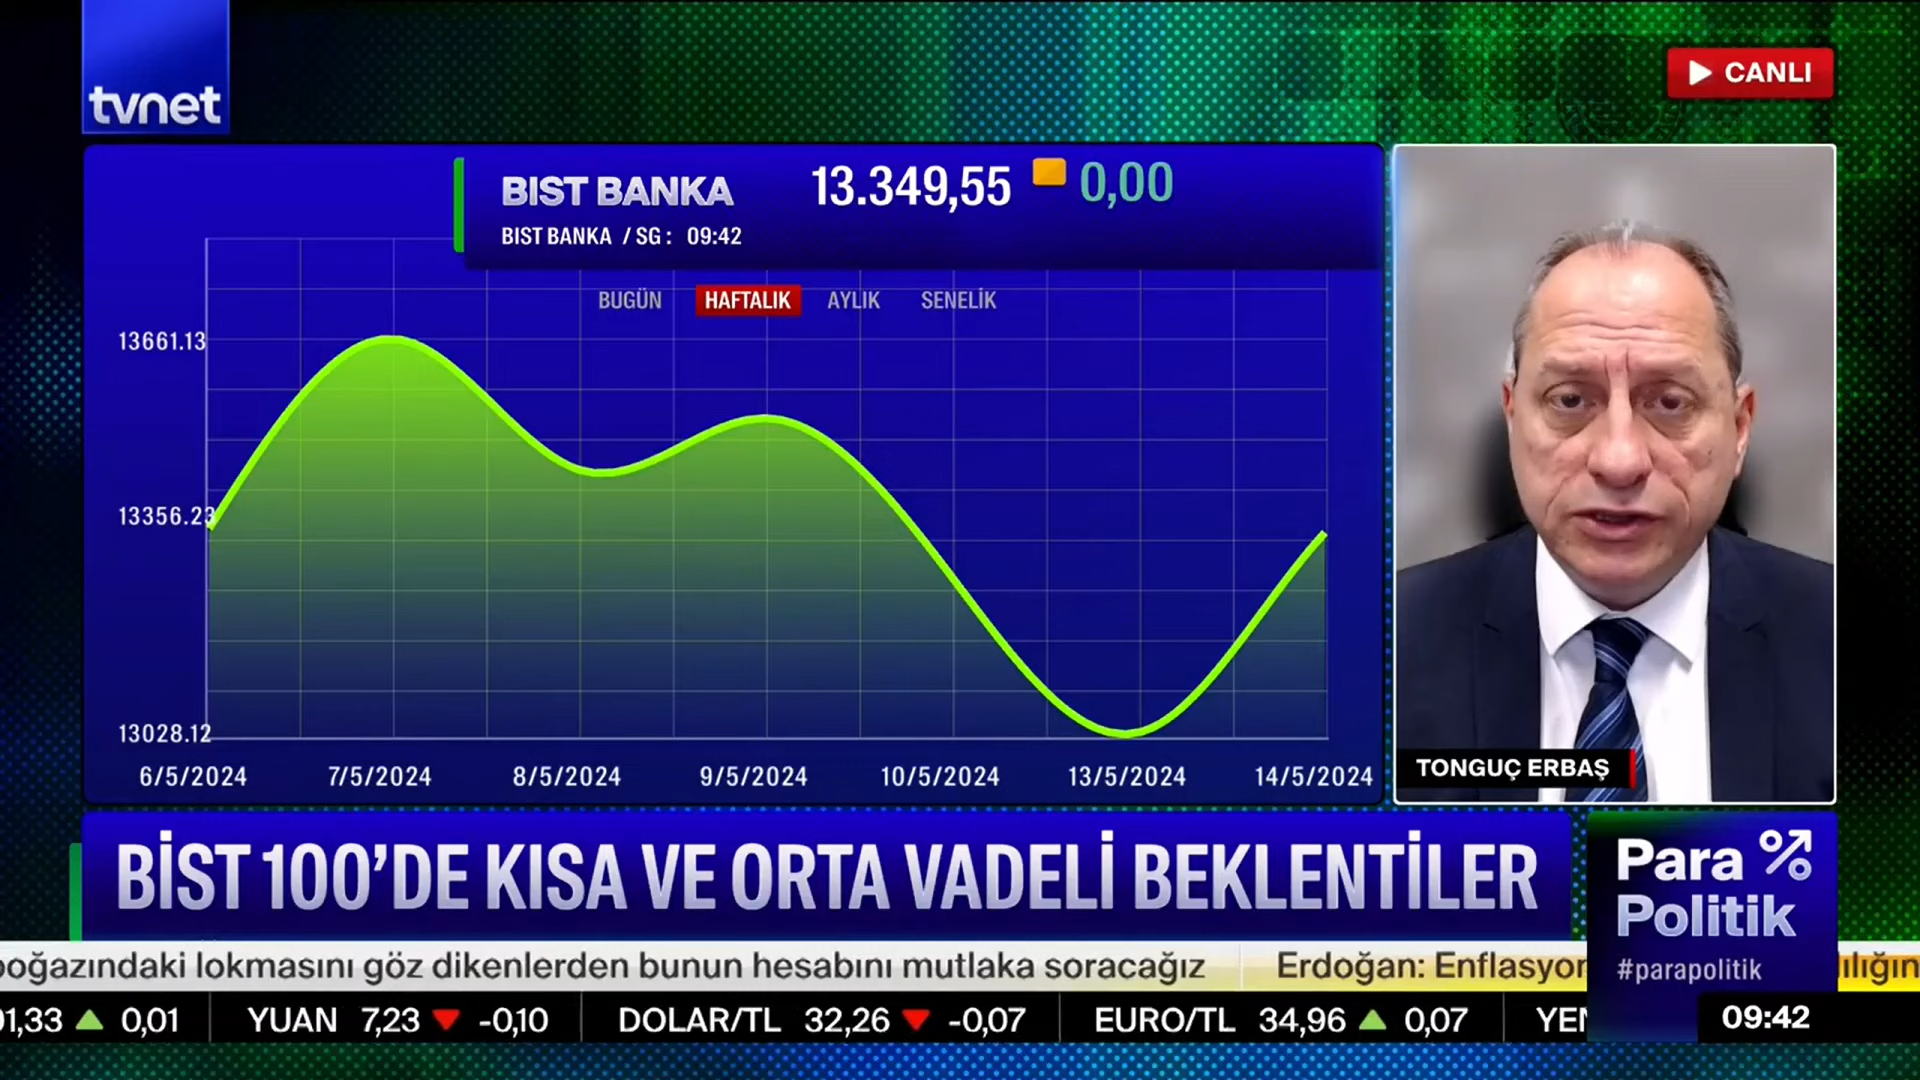 tvnet
CANLI
BIST BANKA 13.349,55 0,00
BIST BANKA / SG : 09:42
BUGÜN HAFTALIK AYLIK SENELİK
13661.13
13356.23
13028.12
6/5/2024 7/5/2024 8/5/2024 9/5/2024 10/5/2024 13/5/2024 14/5/2024
TONGUÇ ERBAŞ
BİST 100'DE KISA VE ORTA VADELİ BEKLENTİLER
Para
Politik
#parapolitik
lokmasını göz dikenlerden bunun hesabını mutlaka soracağız Erdoğan:
01,33 0,01 YUAN 7,23 -0,10 DOLAR/TL 32,26 -0,07 EURO/TL 34,96 0,07
09:42